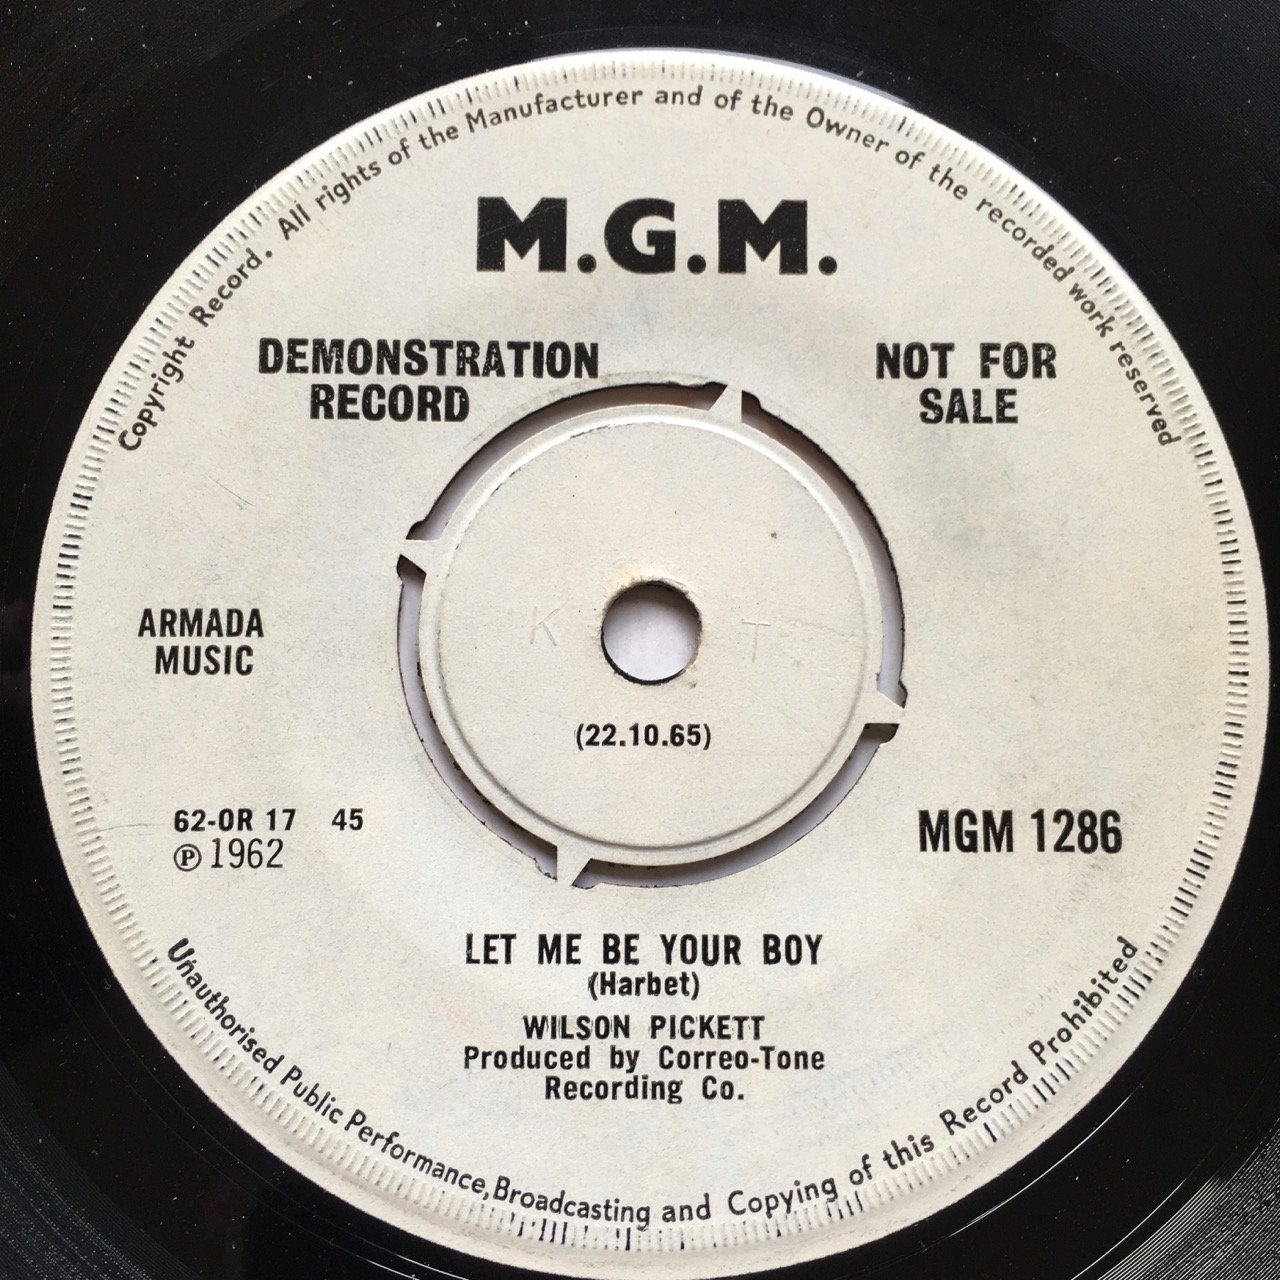 Copyright Record. All rights of the Manufacturer and of the Owner of the recorded work reserved
M.G.M.
DEMONSTRATION
RECORD
NOT FOR
SALE
ARMADA
MUSIC
K T
(22.10.65)
62-OR 17 45
℗ 1962
MGM 1286
LET ME BE YOUR BOY
(Harbet)
WILSON PICKETT
Produced by Correo-Tone
Recording Co.
Unauthorised Public Performance, Broadcasting and Copying of this Record Prohibited